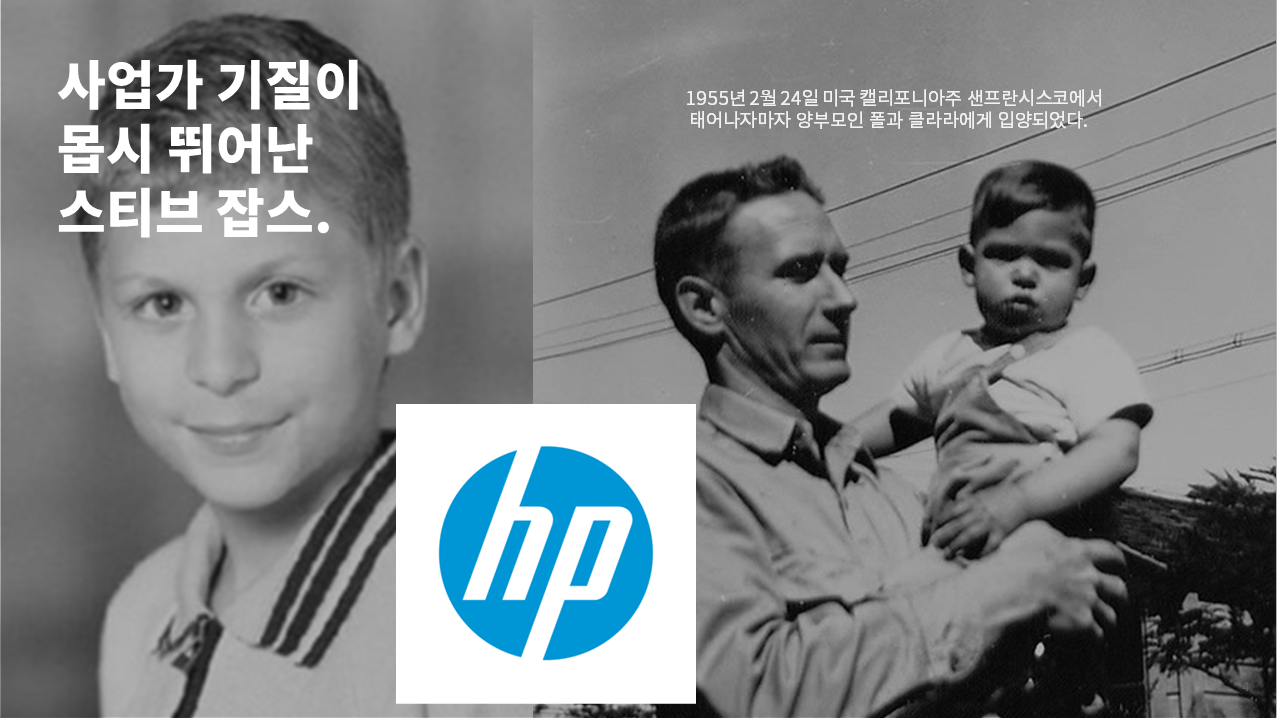 사업가 기질이
몹시 뛰어난
스티브 잡스.
1955년 2월 24일 미국 캘리포니아주 샌프란시스코에서
태어나자마자 양부모인 폴과 클라라에게 입양되었다.
hp